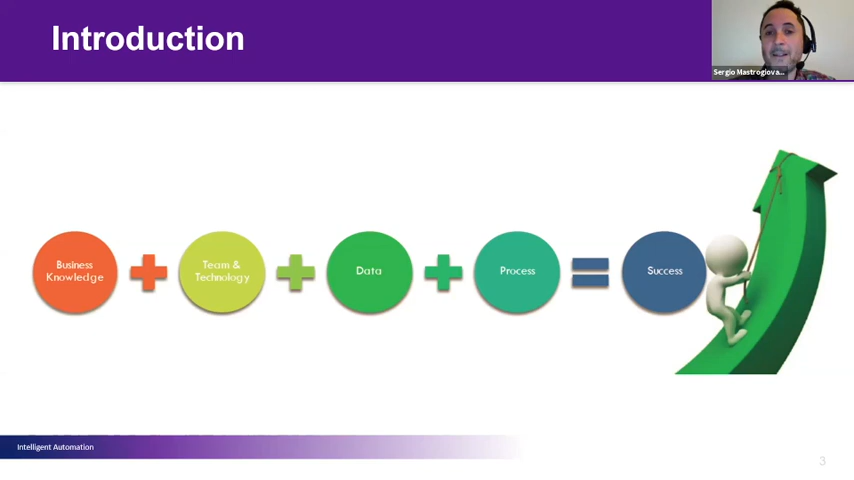 Introduction
Sergio Mastrogiova...
Business
Knowledge
Team &
Technology
Data
Process
Success
Intelligent Automation
3